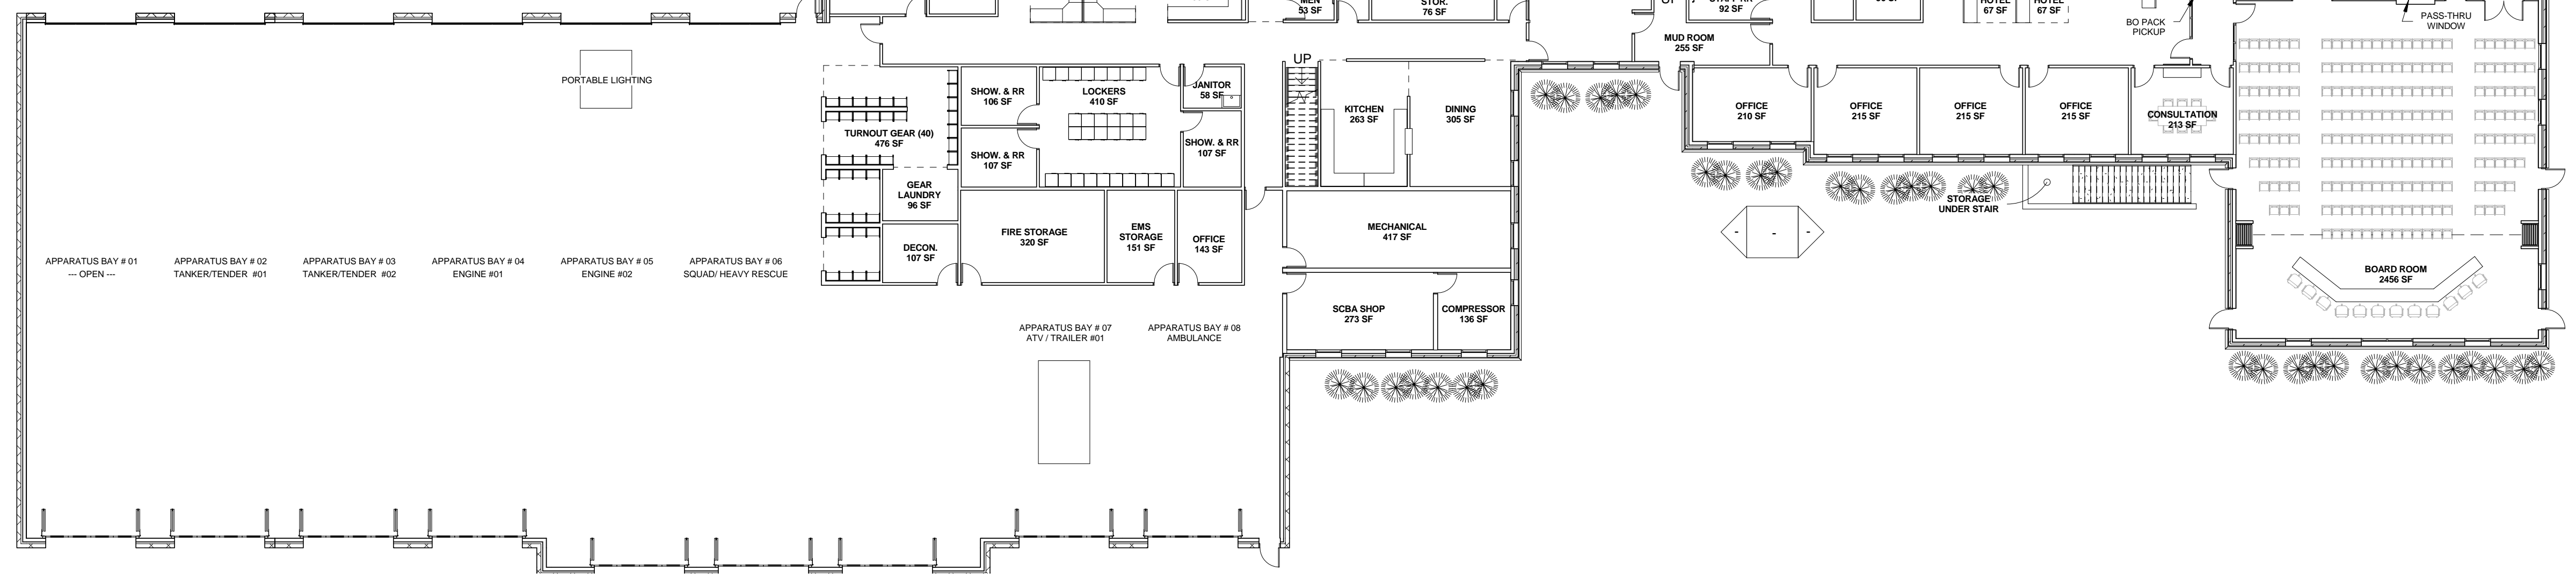 MEN
53 SF
STOR.
76 SF
92 SF
HOTEL
67 SF
HOTEL
67 SF
BO PACK
PICKUP
PASS-THRU
WINDOW
MUD ROOM
255 SF
PORTABLE LIGHTING
UP
SHOW. & RR
106 SF
LOCKERS
410 SF
JANITOR
58 SF
KITCHEN
263 SF
DINING
305 SF
OFFICE
210 SF
OFFICE
215 SF
OFFICE
215 SF
OFFICE
215 SF
CONSULTATION
213 SF
TURNOUT GEAR (40)
476 SF
SHOW. & RR
107 SF
SHOW. & RR
107 SF
GEAR
LAUNDRY
96 SF
STORAGE
UNDER STAIR
FIRE STORAGE
320 SF
EMS
STORAGE
151 SF
OFFICE
143 SF
MECHANICAL
417 SF
DECON.
107 SF
APPARATUS BAY # 01
--- OPEN ---
APPARATUS BAY # 02
TANKER/TENDER #01
APPARATUS BAY # 03
TANKER/TENDER #02
APPARATUS BAY # 04
ENGINE #01
APPARATUS BAY # 05
ENGINE #02
APPARATUS BAY # 06
SQUAD/ HEAVY RESCUE
BOARD ROOM
2456 SF
SCBA SHOP
273 SF
COMPRESSOR
136 SF
APPARATUS BAY # 07
ATV / TRAILER #01
APPARATUS BAY # 08
AMBULANCE